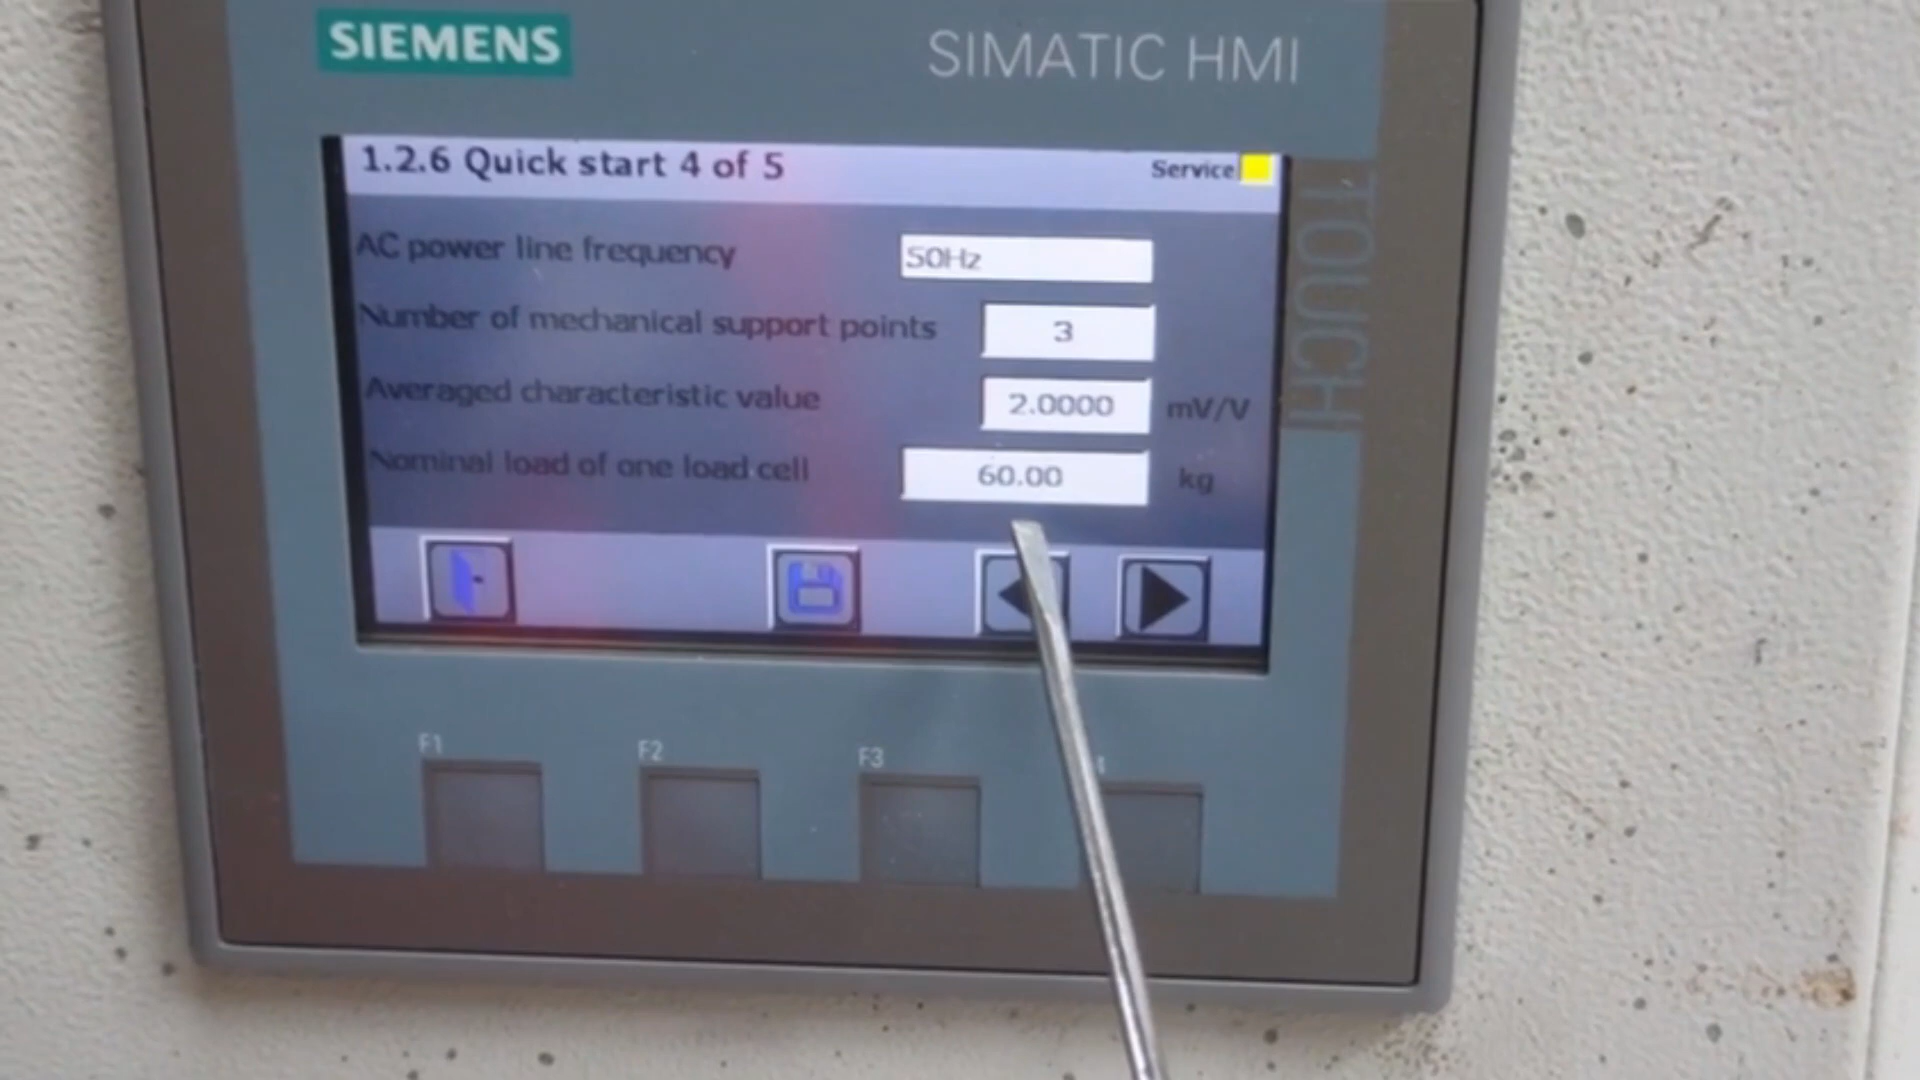 SIEMENS
SIMATIC HMI
TOUCH
1.2.6 Quick start 4 of 5
Service
AC power line frequency 50Hz
Number of mechanical support points 3
Averaged characteristic value 2.0000 mV/V
Nominal load of one load cell 60.00 kg
F1 F2 F3 4